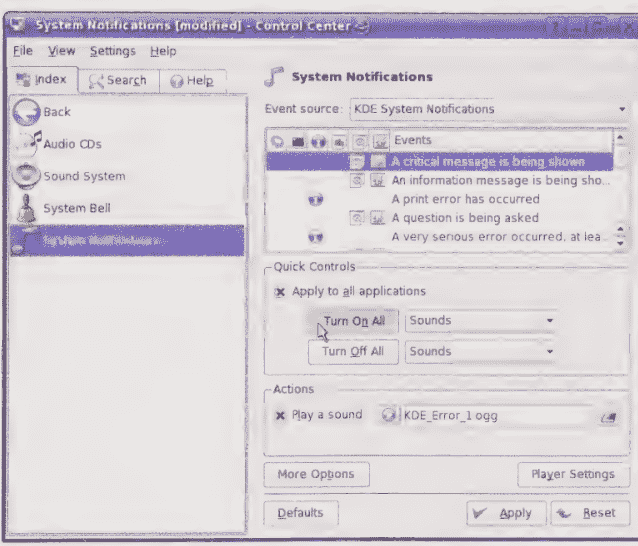 System Notifications [modified] - Control Center
File View Settings Help
Index Search Help
Back
Audio CDs
Sound System
System Bell
System Notifications
System Notifications
Event source: KDE System Notifications
Events
A critical message is being shown
An information message is being sho...
A print error has occurred
A question is being asked
A very serious error occurred, at lea...
Quick Controls
Apply to all applications
Turn On All Sounds
Turn Off All Sounds
Actions
Play a sound KDE_Error_1.ogg
More Options Player Settings
Defaults Apply Reset